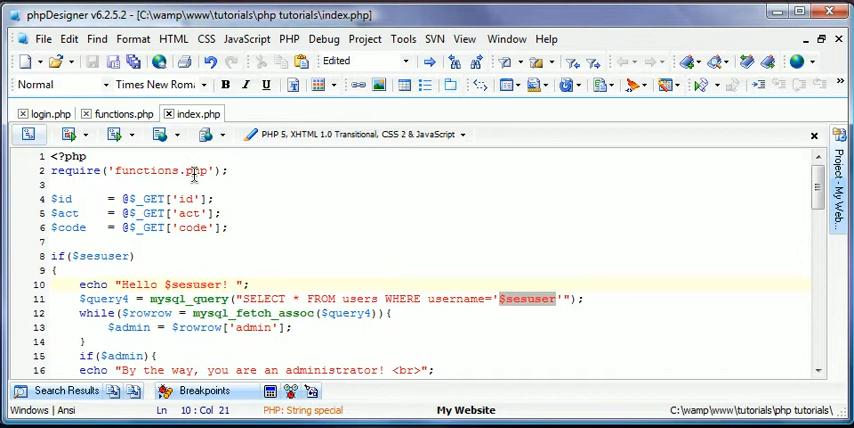 phpDesigner v6.2.5.2 - [C:\wamp\www\tutorials\php tutorials\index.php]
File Edit Find Format HTML CSS JavaScript PHP Debug Project Tools SVN View Window Help
Edited
Normal Times New Roma B I U
login.php functions.php index.php
PHP 5, XHTML 1.0 Transitional, CSS 2 & JavaScript
1 <?php
2 require('functions.php');
3
4 $id = @$_GET['id'];
5 $act = @$_GET['act'];
6 $code = @$_GET['code'];
7
8 if($sesuser)
9 {
10 echo "Hello $sesuser! ";
11 $query4 = mysql_query("SELECT * FROM users WHERE username='$sesuser'");
12 while($rowrow = mysql_fetch_assoc($query4)){
13 $admin = $rowrow['admin'];
14 }
15 if($admin){
16 echo "By the way, you are an administrator! <br>";
Project - My Web...
Search Results Breakpoints
Windows | Ansi Ln 10 : Col 21 PHP: String special My Website C:\wamp\www\tutorials\php tutorials\